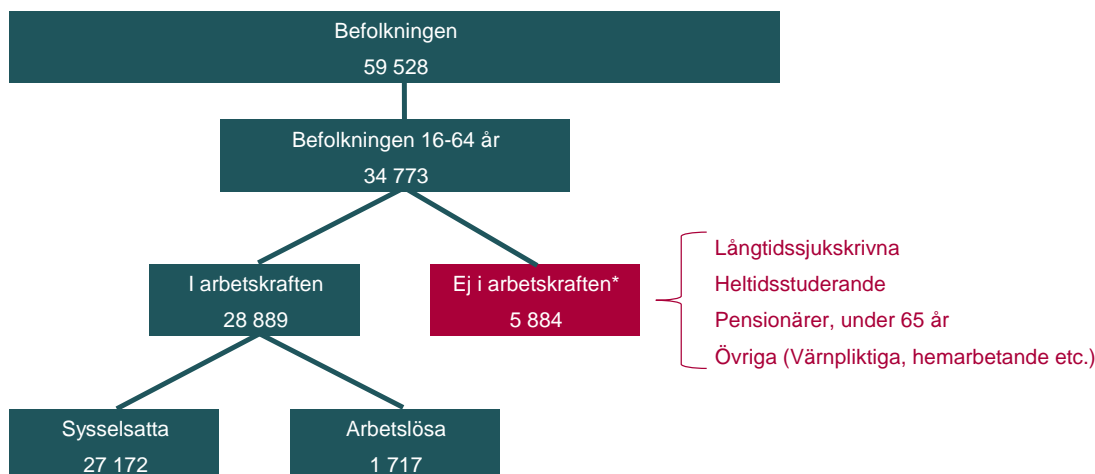 Befolkningen
59 528
Befolkningen 16-64 år
34 773
I arbetskraften
28 889
Ej i arbetskraften*
5 884
Långtidssjukskrivna
Heltidsstuderande
Pensionärer, under 65 år
Övriga (Värnpliktiga, hemarbetande etc.)
Sysselsatta
27 172
Arbetslösa
1 717